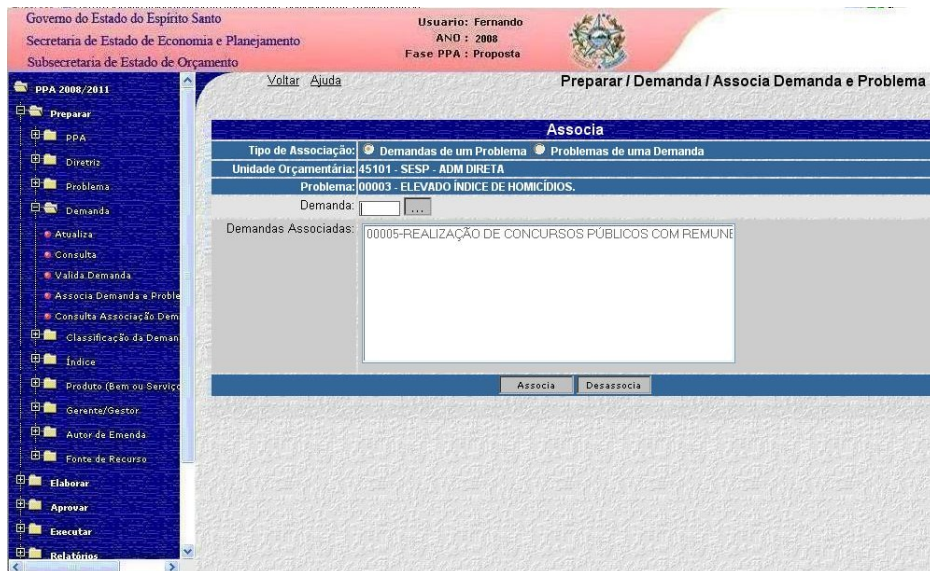 Governo do Estado do Espírito Santo
Secretaria de Estado de Economia e Planejamento
Subsecretaria de Estado de Orçamento
Usuario: Fernando
ANO : 2008
Fase PPA : Proposta
PPA 2008/2011
Preparar
PPA
Diretriz
Problema
Demanda
Atualiza
Consulta
Valida Demanda
Associa Demanda e Proble
Consulta Associação Dem
Classificação da Deman
Índice
Produto (Bem ou Serviço
Gerente/Gestor
Autor de Emenda
Fonte de Recurso
Elaborar
Aprovar
Executar
Relatórios
Voltar Ajuda
Preparar / Demanda / Associa Demanda e Problema
Associa
Tipo de Associação: Demandas de um Problema Problemas de uma Demanda
Unidade Orçamentária: 45101 - SESP - ADM DIRETA
Problema: 00003 - ELEVADO ÍNDICE DE HOMICÍDIOS.
Demanda: ...
Demandas Associadas: 00005-REALIZAÇÃO DE CONCURSOS PÚBLICOS COM REMUNE
Associa Desassocia